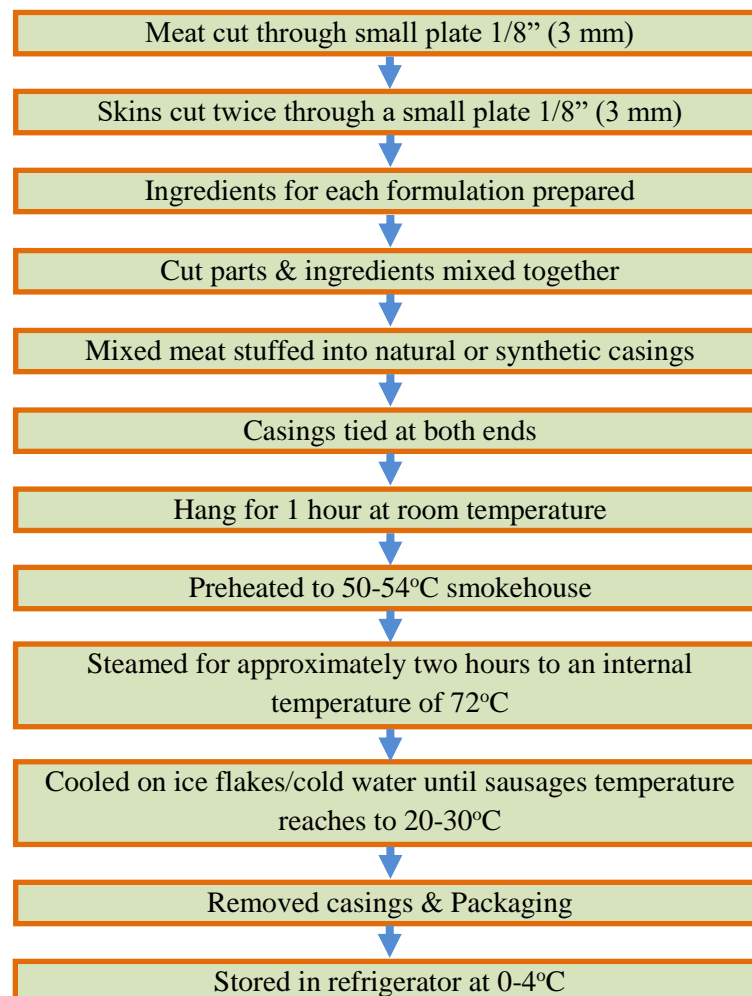 Meat cut through small plate 1/8” (3 mm)
Skins cut twice through a small plate 1/8” (3 mm)
Ingredients for each formulation prepared
Cut parts & ingredients mixed together
Mixed meat stuffed into natural or synthetic casings
Casings tied at both ends
Hang for 1 hour at room temperature
Preheated to 50-54°C smokehouse
Steamed for approximately two hours to an internal
temperature of 72°C
Cooled on ice flakes/cold water until sausages temperature
reaches to 20-30°C
Removed casings & Packaging
Stored in refrigerator at 0-4°C